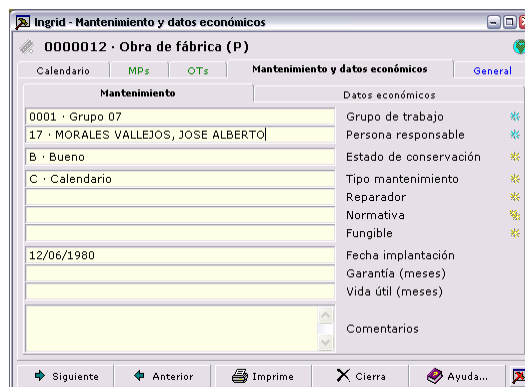 Ingrid - Mantenimiento y datos económicos
0000012 · Obra de fábrica (P)
Calendario MPs OTs Mantenimiento y datos económicos General
Mantenimiento Datos económicos
0001 · Grupo 07 Grupo de trabajo
17 · MORALES VALLEJOS, JOSE ALBERTO Persona responsable
B · Bueno Estado de conservación
C · Calendario Tipo mantenimiento
Reparador
Normativa
Fungible
12/06/1980 Fecha implantación
Garantía (meses)
Vida útil (meses)
Comentarios
Siguiente Anterior Imprime Cierra Ayuda...